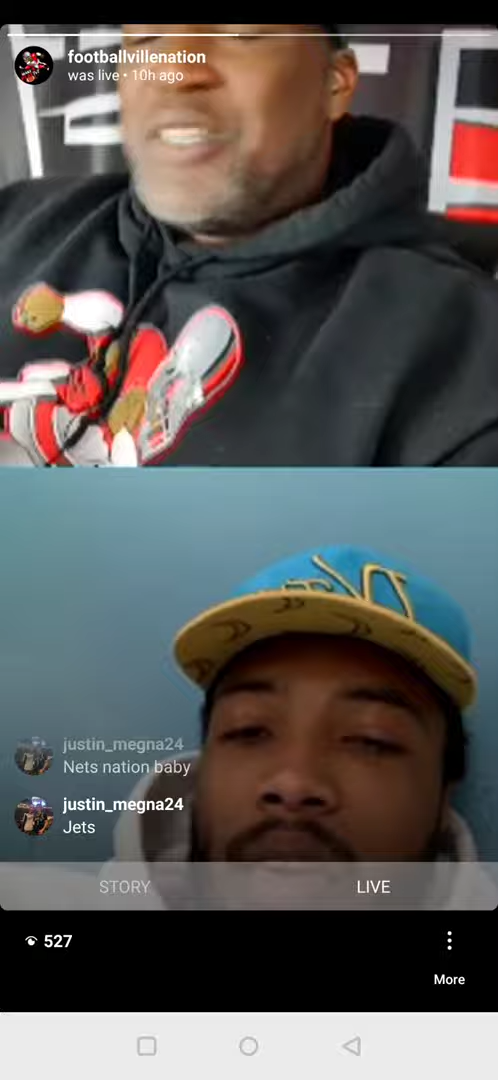 footballvillenation
was live • 10h ago
justin_megna24
Nets nation baby
justin_megna24
Jets
STORY
LIVE
527
More